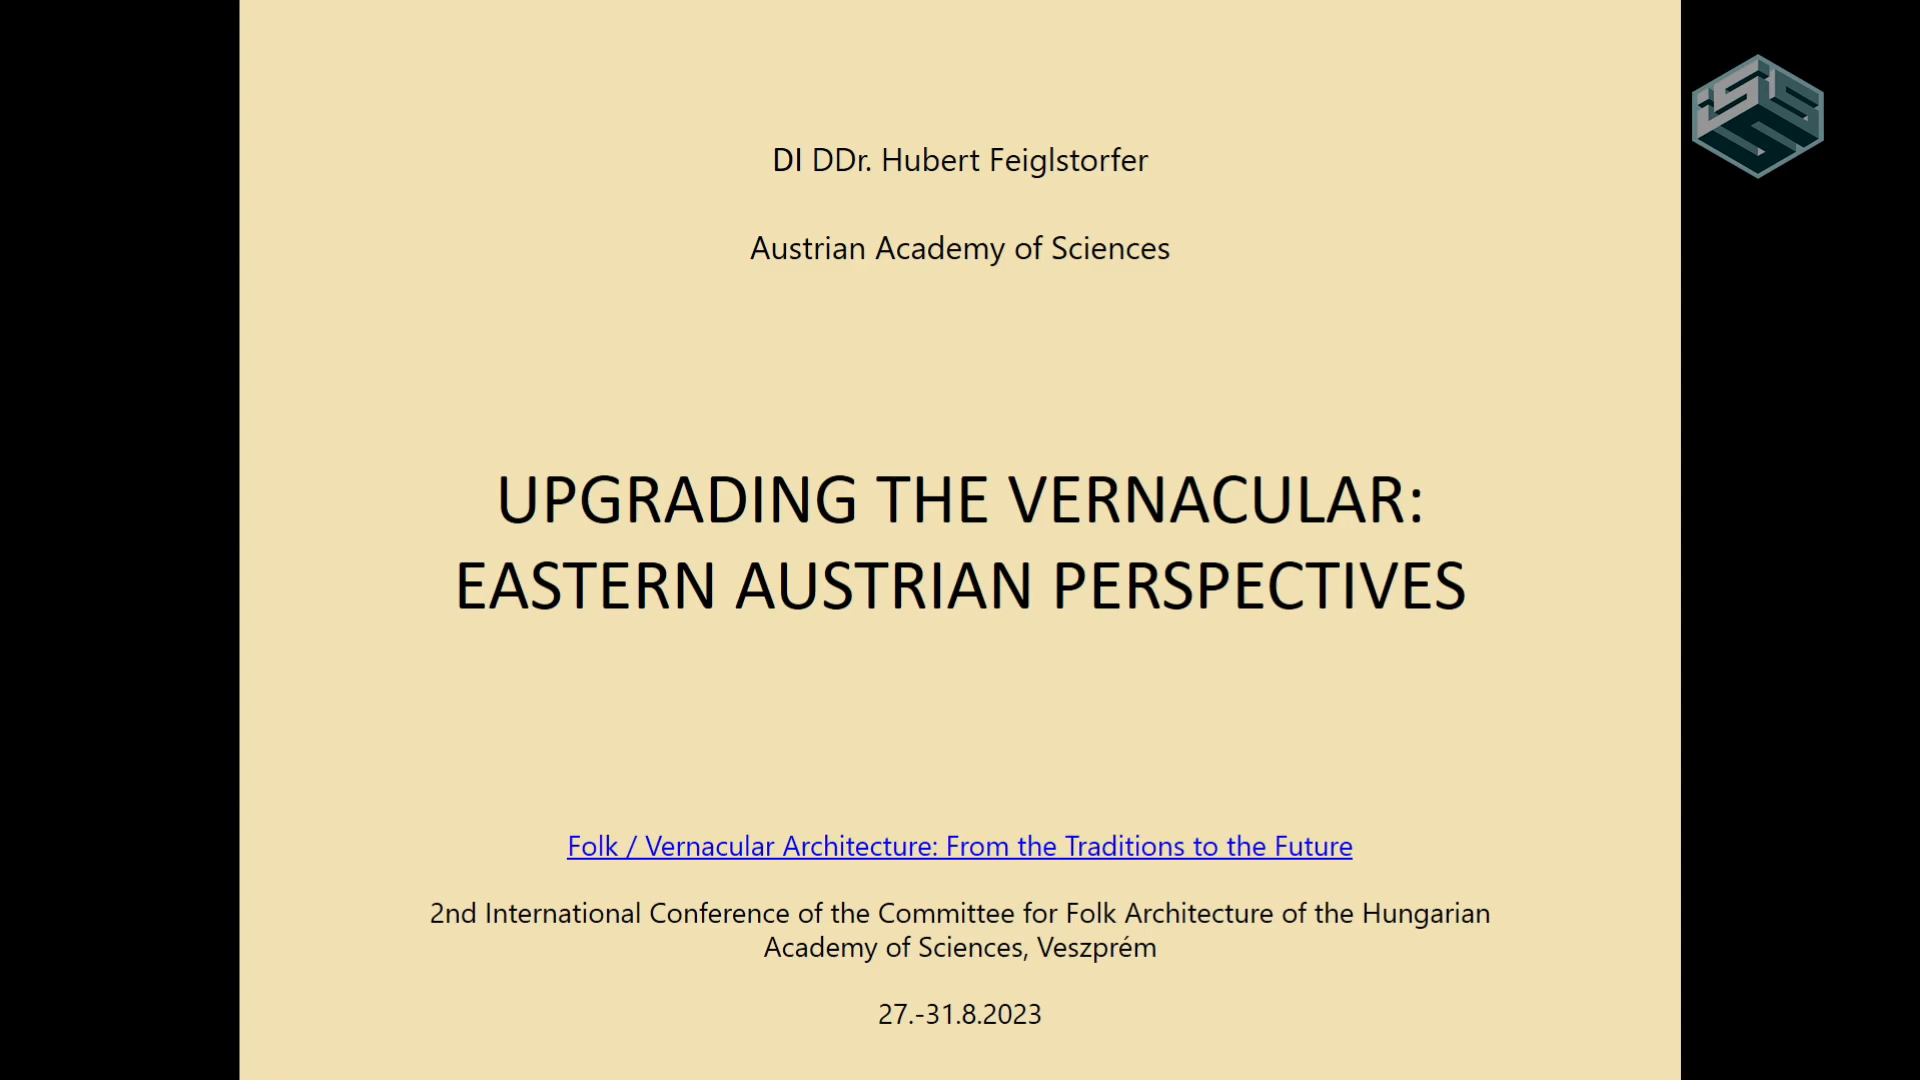 DI DDr. Hubert Feiglstorfer
Austrian Academy of Sciences
UPGRADING THE VERNACULAR:
EASTERN AUSTRIAN PERSPECTIVES
Folk / Vernacular Architecture: From the Traditions to the Future
2nd International Conference of the Committee for Folk Architecture of the Hungarian
Academy of Sciences, Veszprém
27.-31.8.2023